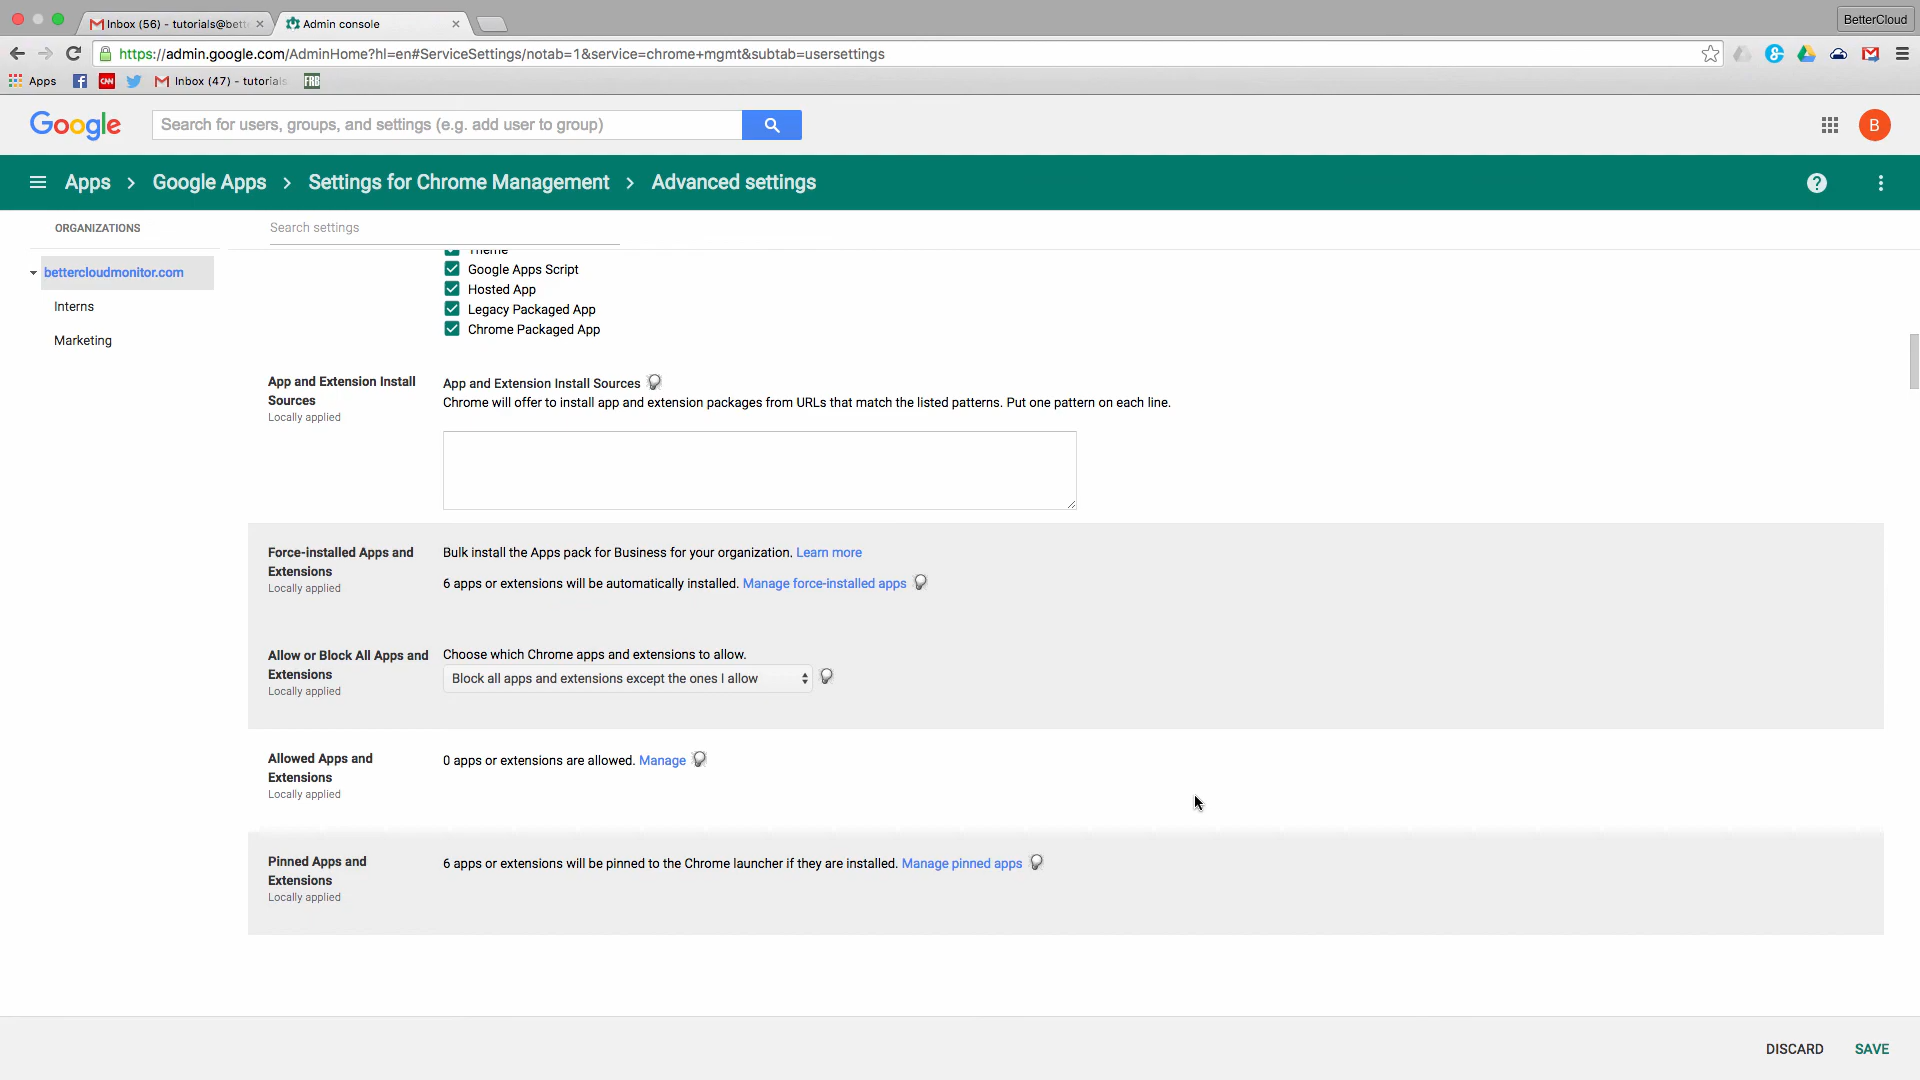 Inbox (56) - tutorials@bett
Admin console
BetterCloud
https://admin.google.com/AdminHome?hl=en#ServiceSettings/notab=1&service=chrome+mgmt&subtab=usersettings
Apps
CNN
Inbox (47) - tutorials
FRB
Google
Search for users, groups, and settings (e.g. add user to group)
B
Apps > Google Apps > Settings for Chrome Management > Advanced settings
?
ORGANIZATIONS
Search settings
bettercloudmonitor.com
Interns
Marketing
Theme
Google Apps Script
Hosted App
Legacy Packaged App
Chrome Packaged App
App and Extension Install
Sources
Locally applied
App and Extension Install Sources
Chrome will offer to install app and extension packages from URLs that match the listed patterns. Put one pattern on each line.
Force-installed Apps and
Extensions
Locally applied
Bulk install the Apps pack for Business for your organization. Learn more
6 apps or extensions will be automatically installed. Manage force-installed apps
Allow or Block All Apps and
Extensions
Locally applied
Choose which Chrome apps and extensions to allow.
Block all apps and extensions except the ones I allow
Allowed Apps and
Extensions
Locally applied
0 apps or extensions are allowed. Manage
Pinned Apps and
Extensions
Locally applied
6 apps or extensions will be pinned to the Chrome launcher if they are installed. Manage pinned apps
DISCARD
SAVE